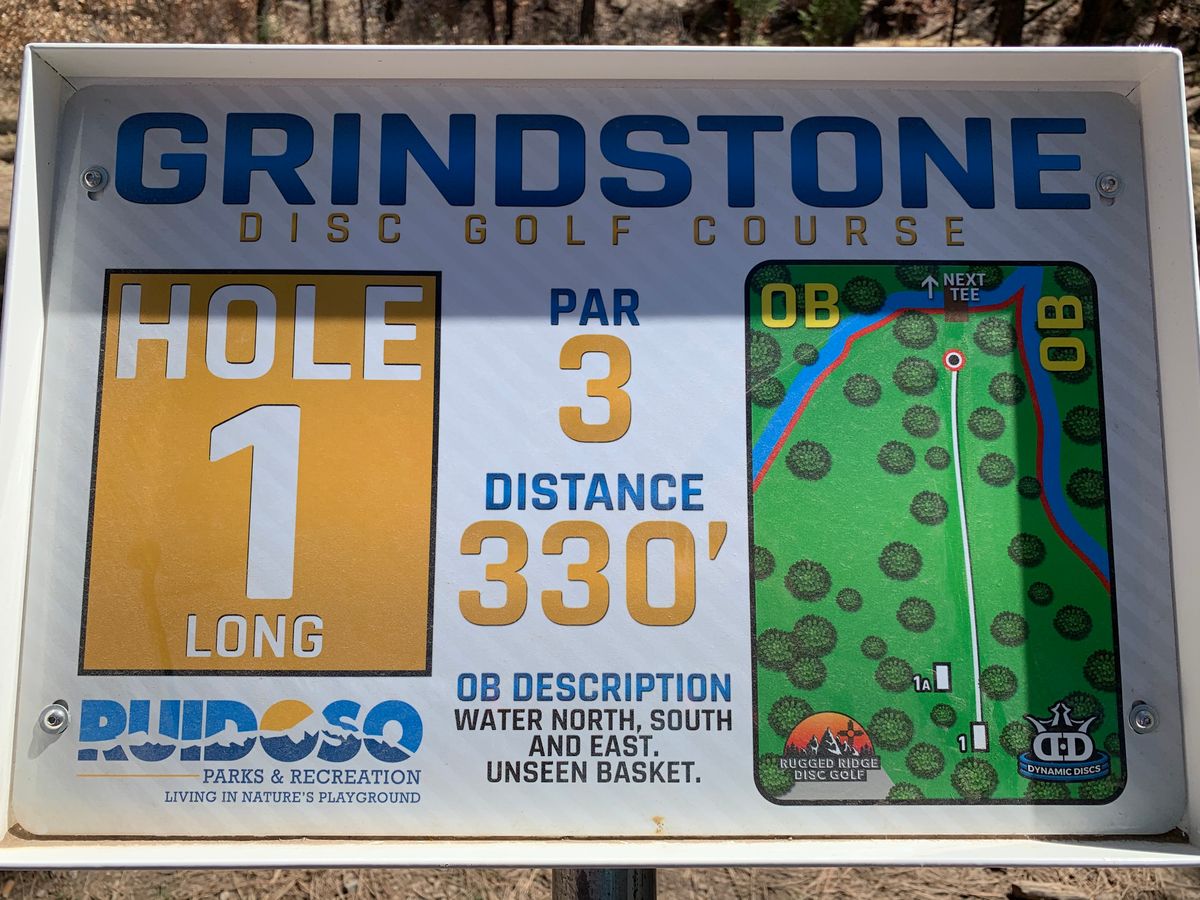 GRINDSTONE
DISC GOLF COURSE
HOLE
1
LONG
PAR
3
DISTANCE
330'
OB DESCRIPTION
WATER NORTH, SOUTH
AND EAST.
UNSEEN BASKET.
RUIDOSO
PARKS & RECREATION
LIVING IN NATURE'S PLAYGROUND
OB
NEXT
TEE
OB
1A
1
RUGGED RIDGE
DISC GOLF
DD
DYNAMIC DISCS